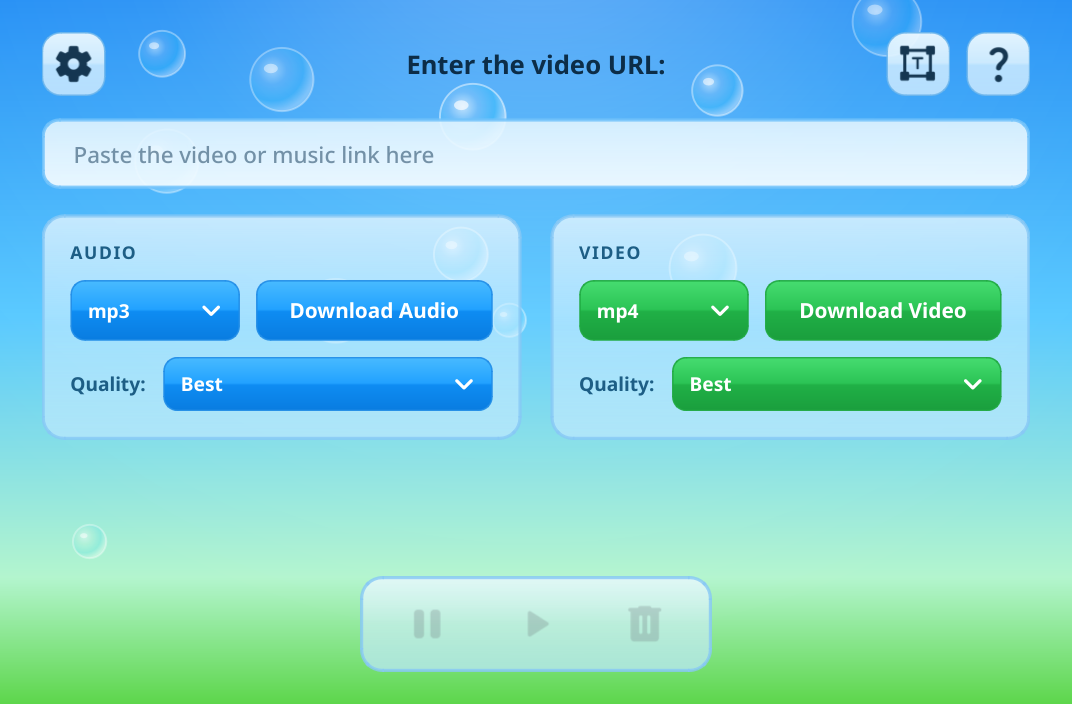 Enter the video URL:
T
?
Paste the video or music link here
AUDIO
mp3
Download Audio
Quality:
Best
VIDEO
mp4
Download Video
Quality:
Best